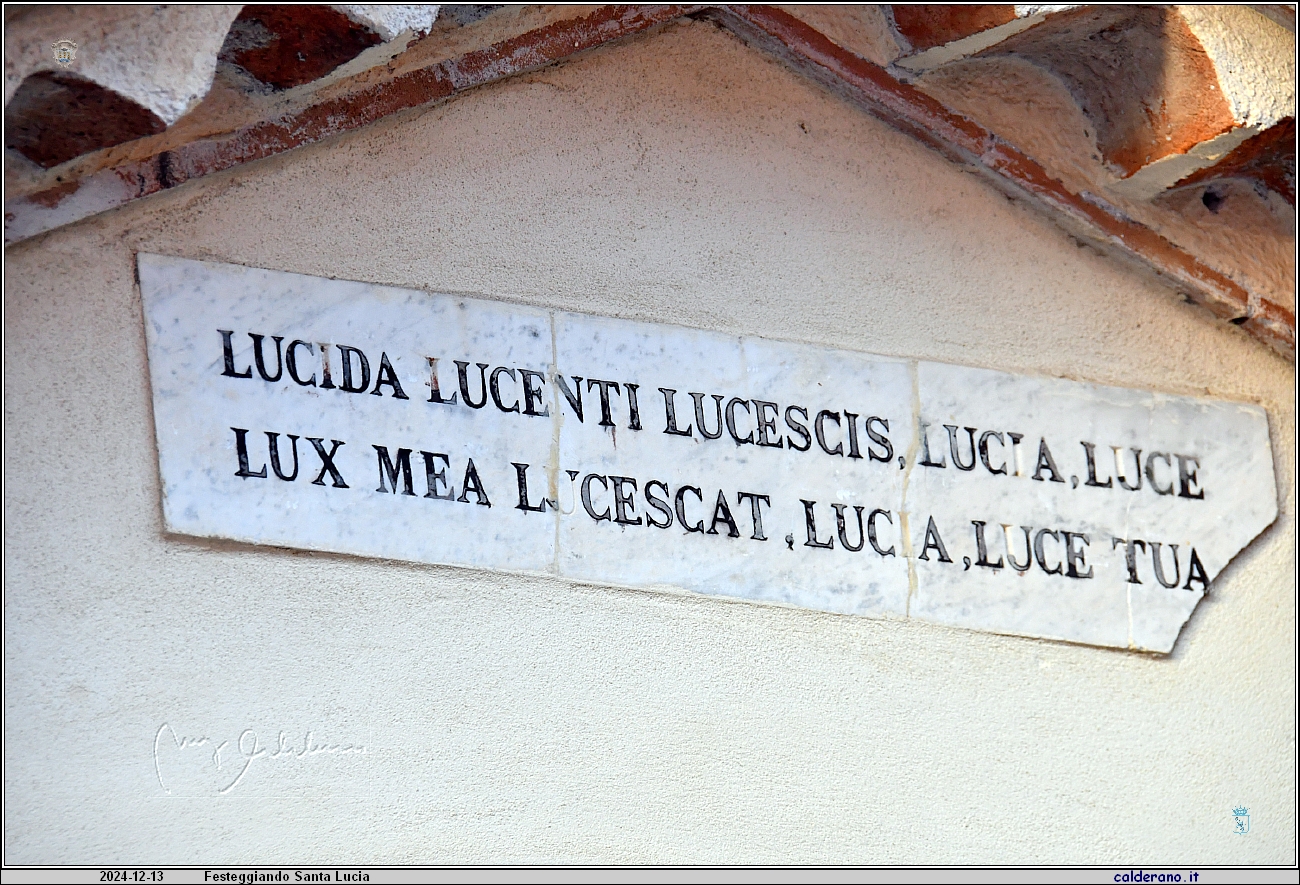 LUCIDA LUCENTI LUCESCIS, LUCIA, LUCE
LUX MEA LUCESCAT, LUCIA, LUCE TUA
2024-12-13 Festeggiando Santa Lucia calderano.it